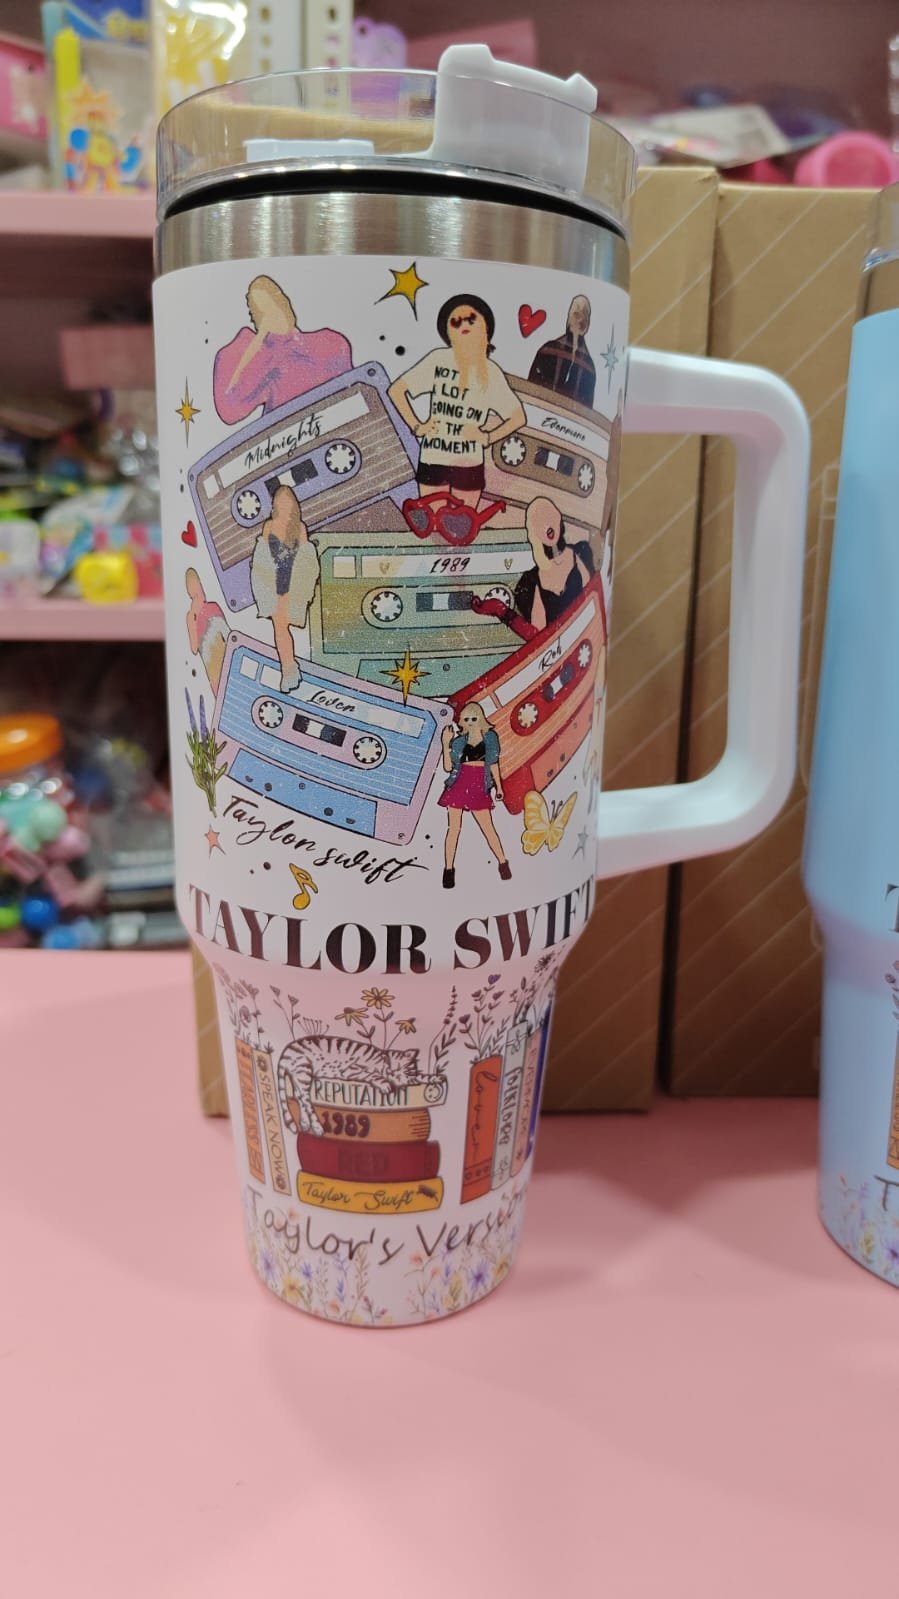 NOT
A LOT
GOING ON
AT THE
MOMENT
Midnights
Evermore
1989
Red
Lover
Taylor swift
TAYLOR SWIFT
SPEAK NOW
REPUTATION
1989
RED
Taylor Swift
lover
folklore
Taylor's Version
T